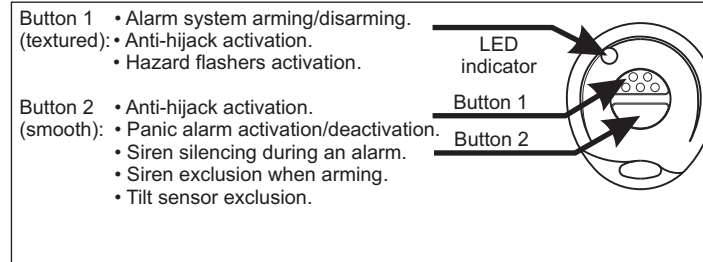 Button 1 • Alarm system arming/disarming.
(textured): • Anti-hijack activation.
• Hazard flashers activation.
Button 2 • Anti-hijack activation.
(smooth): • Panic alarm activation/deactivation.
• Siren silencing during an alarm.
• Siren exclusion when arming.
• Tilt sensor exclusion.
LED
indicator
Button 1
Button 2